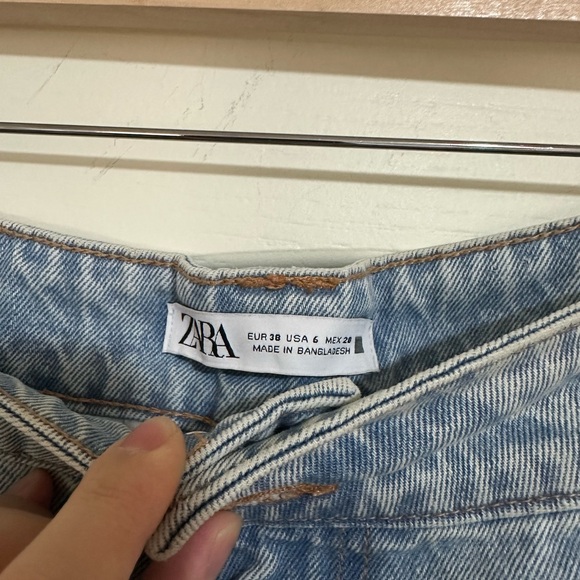 ZARA
EUR 38 USA 6 MEX 28
MADE IN BANGLADESH